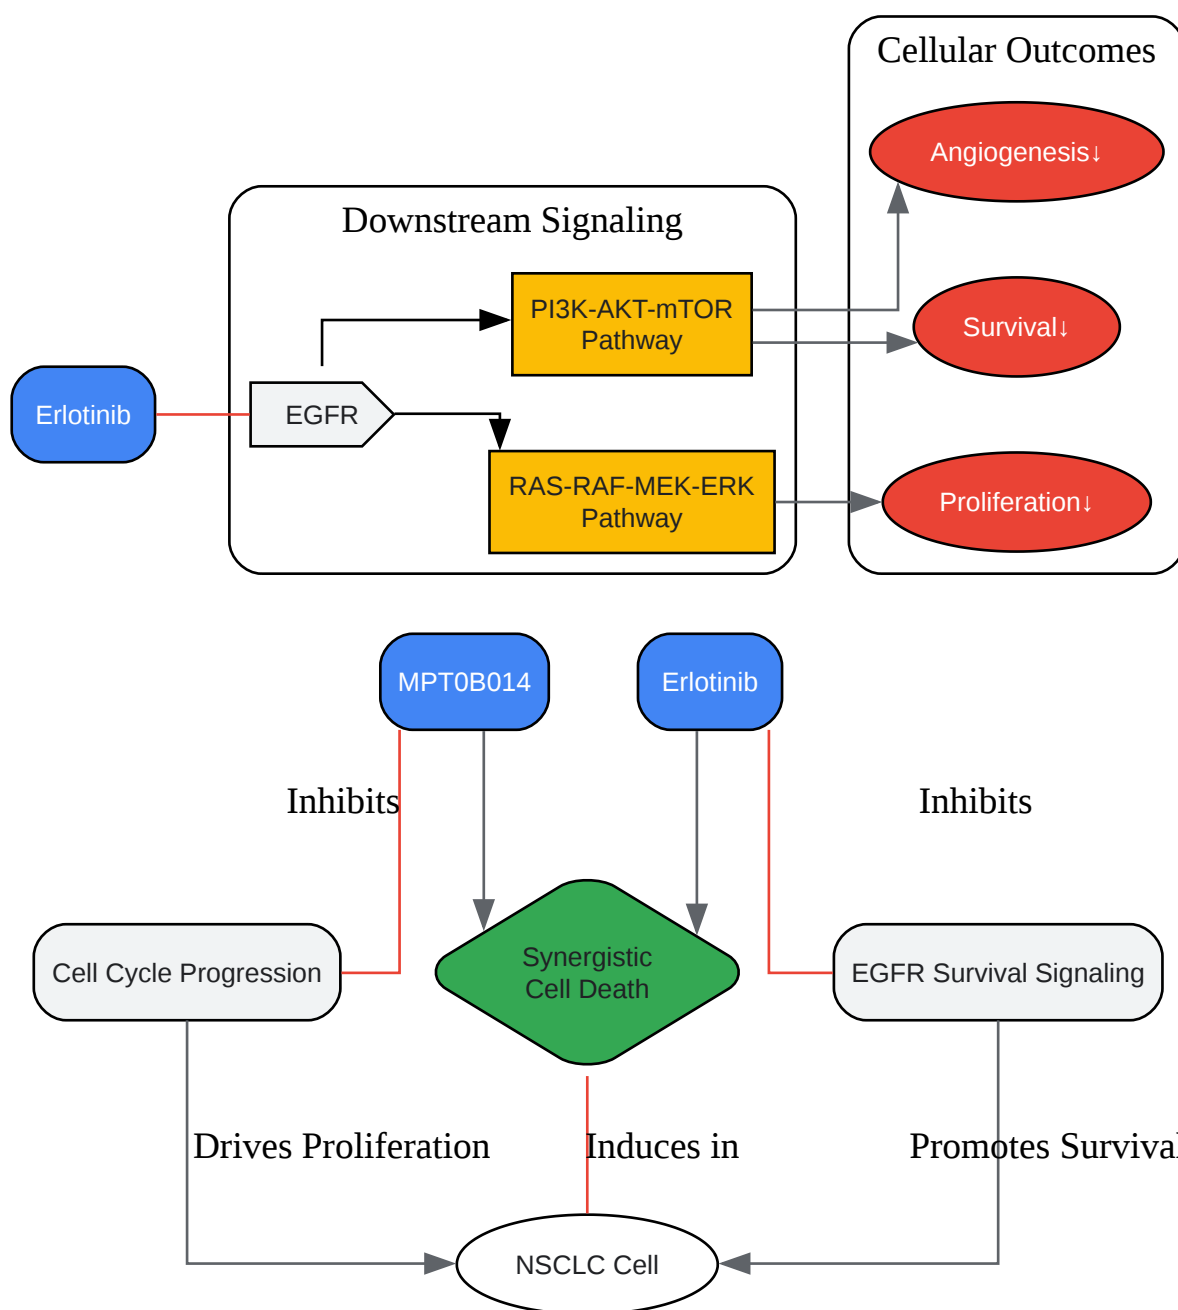 Cellular Outcomes
Angiogenesis↓
Downstream Signaling
PI3K-AKT-mTOR
Pathway
Survival↓
Erlotinib
EGFR
RAS-RAF-MEK-ERK
Pathway
Proliferation↓
MPT0B014
Erlotinib
Inhibits
Inhibits
Cell Cycle Progression
Synergistic
Cell Death
EGFR Survival Signaling
Drives Proliferation
Induces in
Promotes Survival
NSCLC Cell